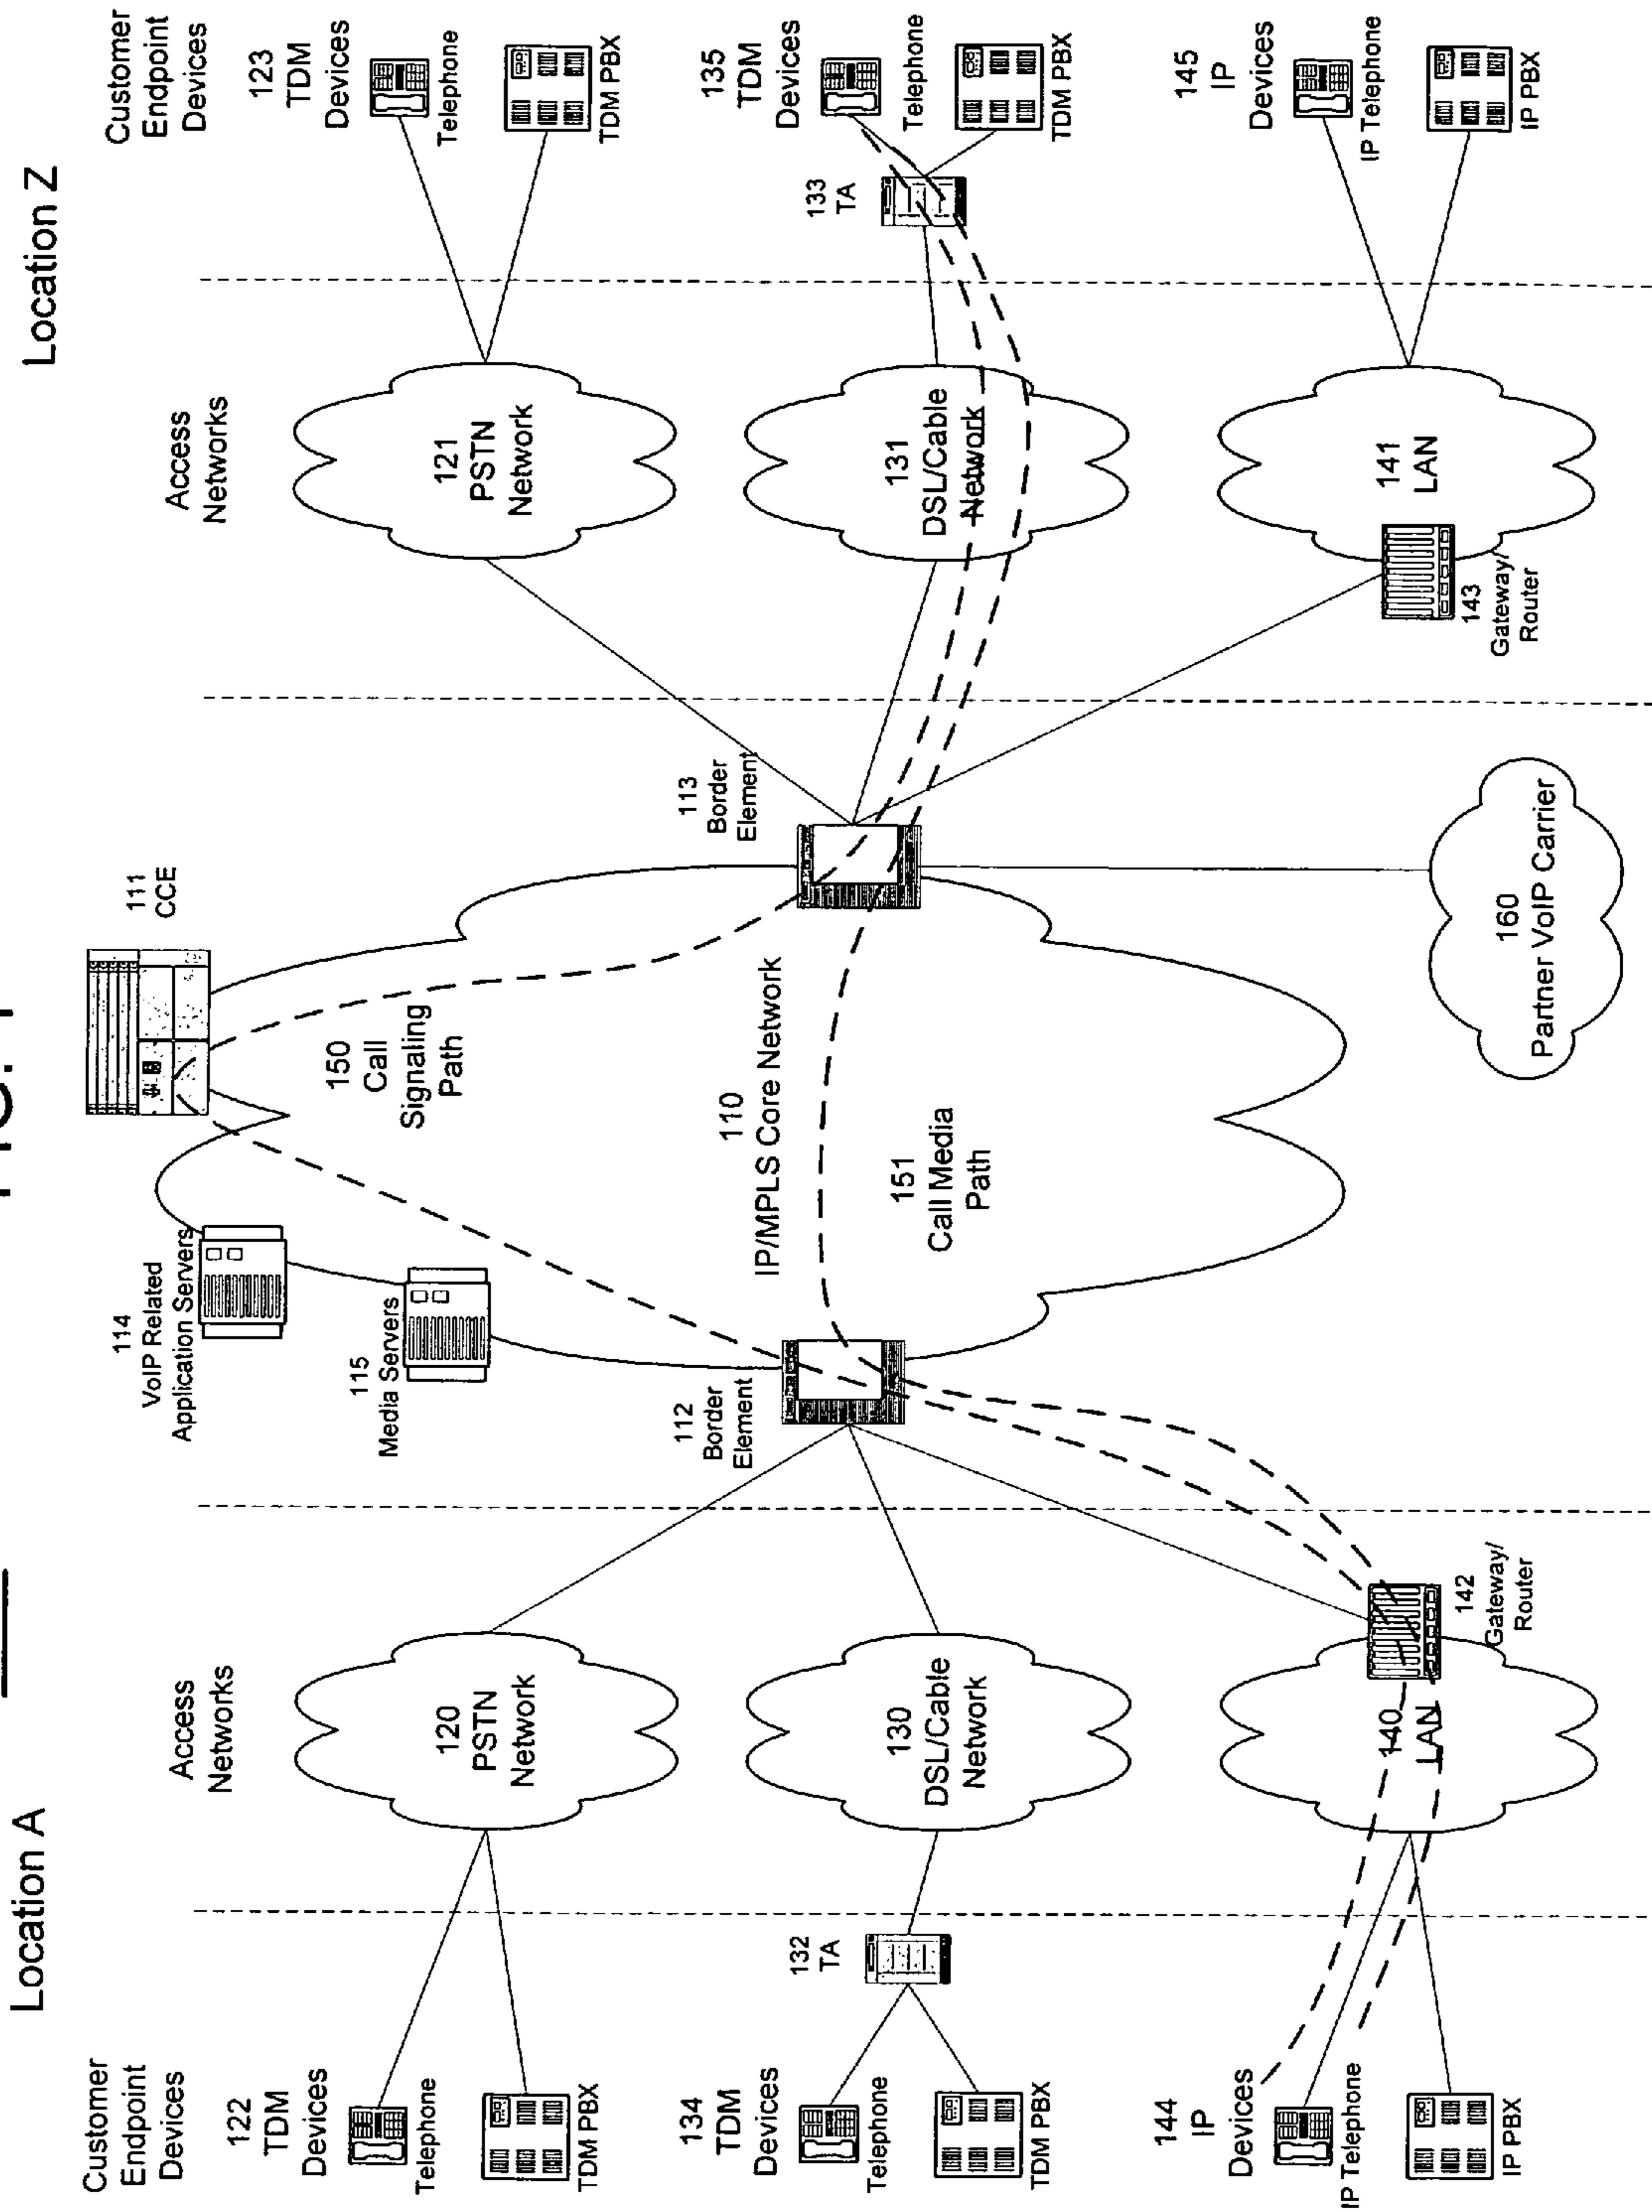 FIG. 1
Location A
Location Z
Customer
Endpoint
Devices
Access
Networks
Access
Networks
Customer
Endpoint
Devices
122
TDM
Devices
Telephone
TDM PBX
120
PSTN
Network
114
VoIP Related
Application Servers
115
Media Servers
111
CCE
150
Call
Signaling
Path
121
PSTN
Network
123
TDM
Devices
Telephone
TDM PBX
134
TDM
Devices
Telephone
TDM PBX
132
TA
130
DSL/Cable
Network
112
Border
Element
110
IP/MPLS Core Network
151
Call Media
Path
113
Border
Element
131
DSL/Cable
Network
133
TA
135
TDM
Devices
Telephone
TDM PBX
144
IP
Devices
IP Telephone
IP PBX
140
LAN
142
Gateway/
Router
160
Partner VoIP Carrier
143
Gateway/
Router
141
LAN
145
IP
Devices
IP Telephone
IP PBX